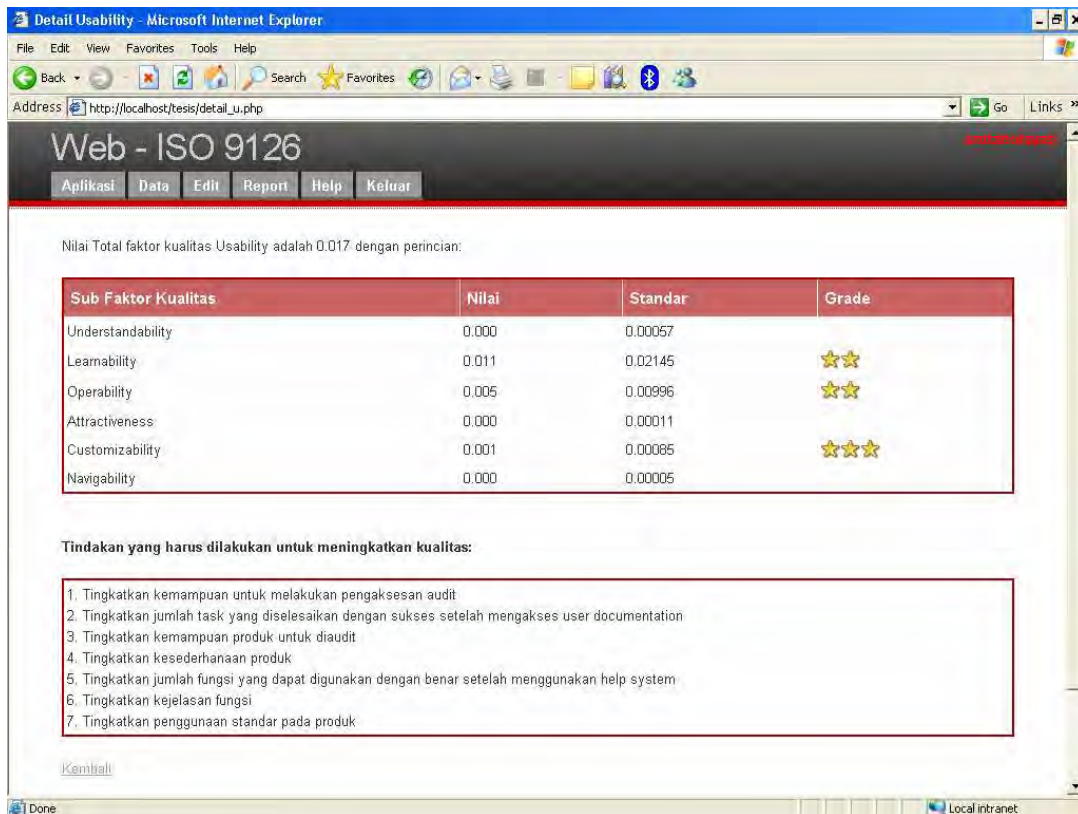 Detail Usability - Microsoft Internet Explorer
File Edit View Favorites Tools Help
Back Search Favorites
Address http://localhost/tesis/detail_u.php Go Links »
Web - ISO 9126
Aplikasi Data Edit Report Help Keluar
Nilai Total faktor kualitas Usability adalah 0.017 dengan perincian:
Sub Faktor Kualitas Nilai Standar Grade
Understandability 0.000 0.00057
Learnability 0.011 0.02145
Operability 0.005 0.00996
Attractiveness 0.000 0.00011
Customizability 0.001 0.00085
Navigability 0.000 0.00005
Tindakan yang harus dilakukan untuk meningkatkan kualitas:
1. Tingkatkan kemampuan untuk melakukan pengaksesan audit
2. Tingkatkan jumlah task yang diselesaikan dengan sukses setelah mengakses user documentation
3. Tingkatkan kemampuan produk untuk diaudit
4. Tingkatkan kesederhanaan produk
5. Tingkatkan jumlah fungsi yang dapat digunakan dengan benar setelah menggunakan help system
6. Tingkatkan kejelasan fungsi
7. Tingkatkan penggunaan standar pada produk
Kembali
Done Local intranet